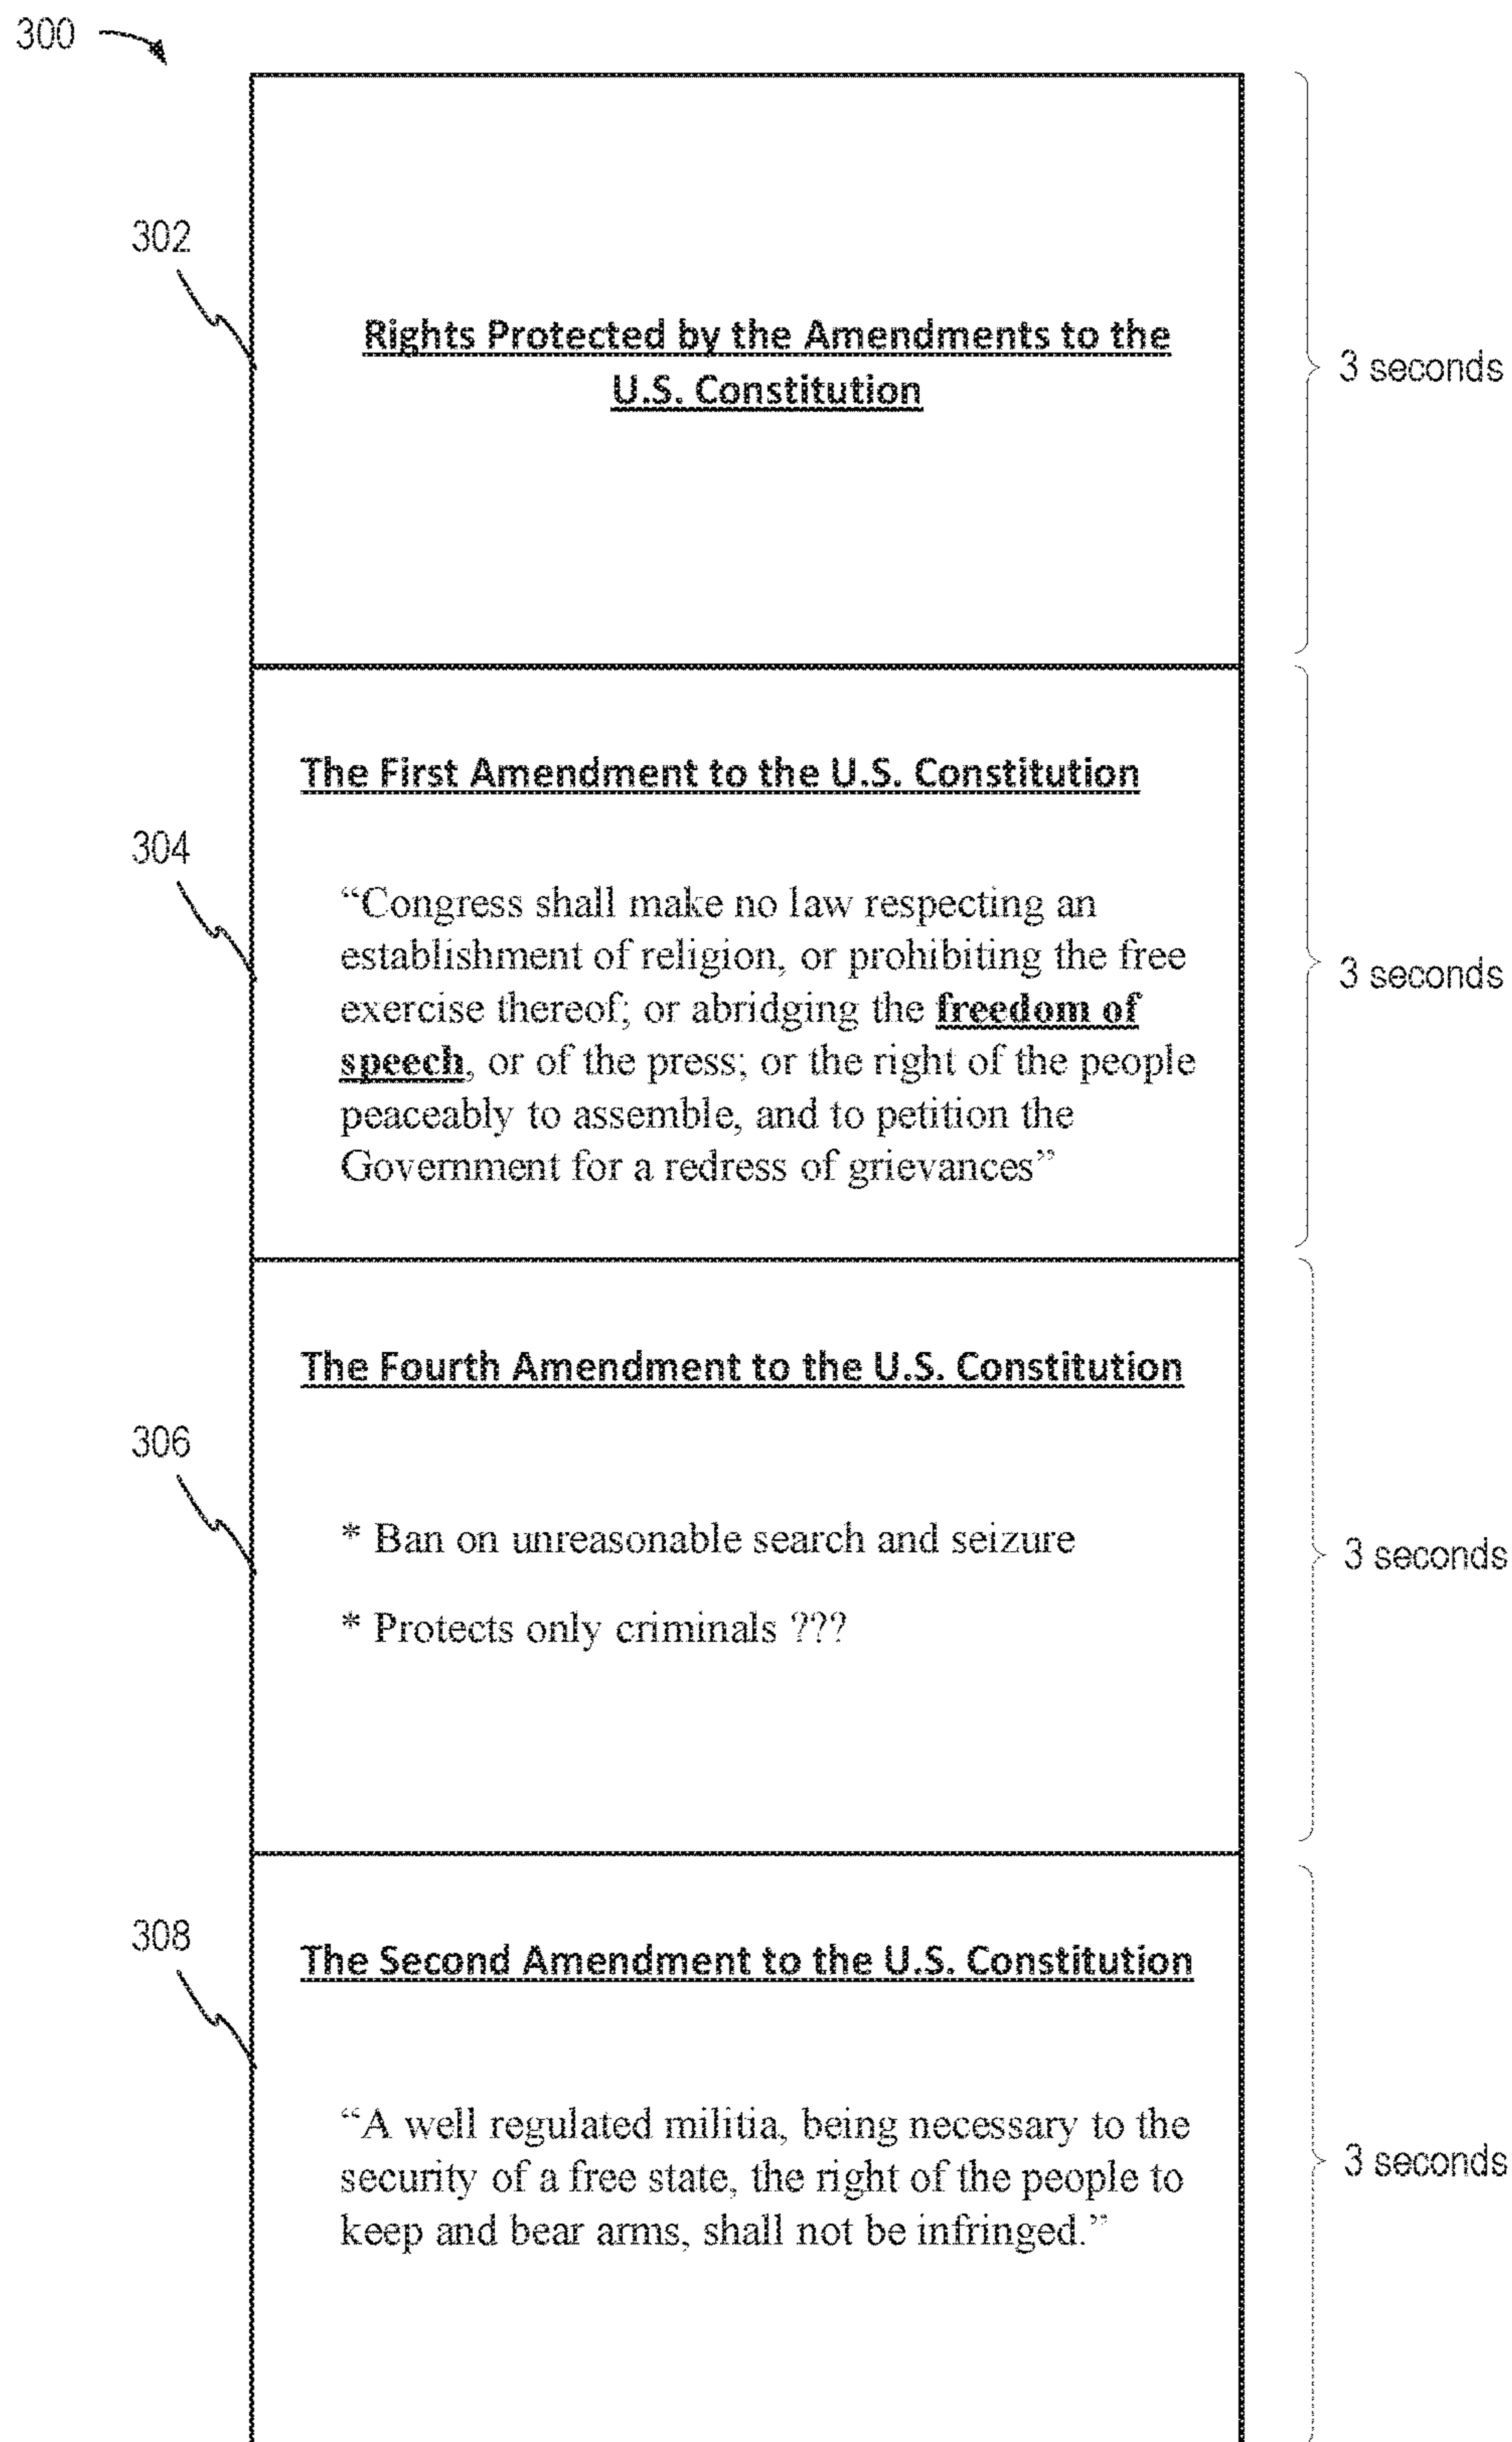 300
302
Rights Protected by the Amendments to the
U.S. Constitution
3 seconds
The First Amendment to the U.S. Constitution
304
“Congress shall make no law respecting an
establishment of religion, or prohibiting the free
exercise thereof; or abridging the freedom of
speech, or of the press; or the right of the people
peaceably to assemble, and to petition the
Government for a redress of grievances”
3 seconds
The Fourth Amendment to the U.S. Constitution
306
* Ban on unreasonable search and seizure
* Protects only criminals ???
3 seconds
308
The Second Amendment to the U.S. Constitution
“A well regulated militia, being necessary to the
security of a free state, the right of the people to
keep and bear arms, shall not be infringed.”
3 seconds